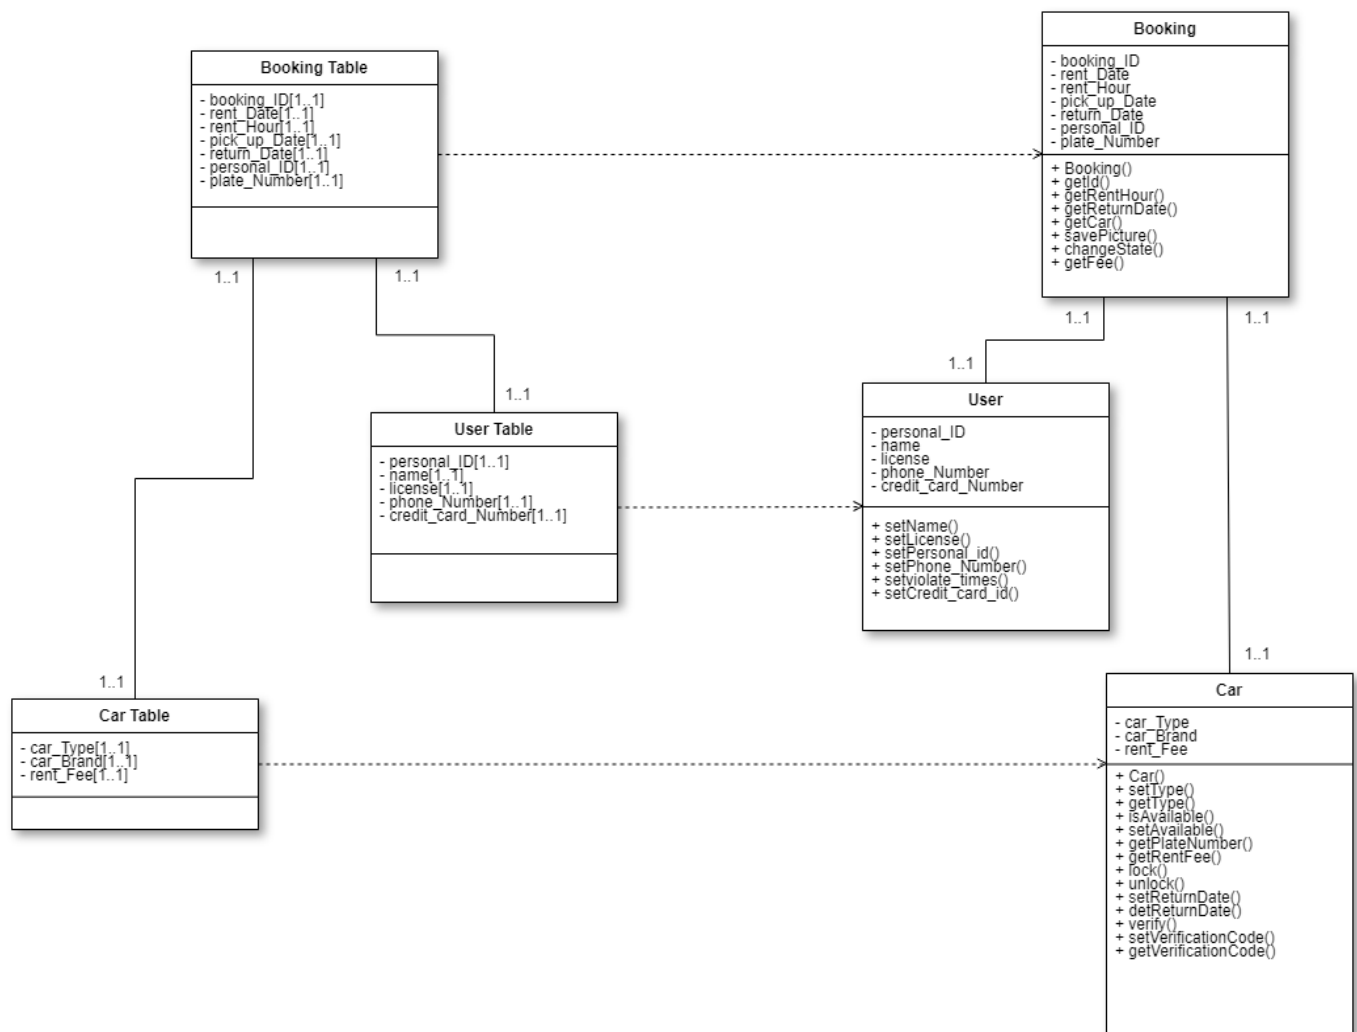 Booking Table
- booking_ID[1..1]
- rent_Date[1..1]
- rent_Hour[1..1]
- pick_up_Date[1..1]
- return_Date[1..1]
- personal_ID[1..1]
- plate_Number[1..1]
1..1
1..1
Booking
- booking_ID
- rent_Date
- rent_Hour
- pick_up_Date
- return_Date
- personal_ID
- plate_Number
+ Booking()
+ getId()
+ getRentHour()
+ getReturnDate()
+ getCar()
+ savePicture()
+ changeState()
+ getFee()
1..1
1..1
1..1
User Table
- personal_ID[1..1]
- name[1..1]
- license[1..1]
- phone_Number[1..1]
- credit_card_Number[1..1]
1..1
User
- personal_ID
- name
- license
- phone_Number
- credit_card_Number
+ setName()
+ setLicense()
+ setPersonal_id()
+ setPhone_Number()
+ setviolate_times()
+ setCredit_card_id()
1..1
Car Table
- car_Type[1..1]
- car_Brand[1..1]
- rent_Fee[1..1]
1..1
Car
- car_Type
- car_Brand
- rent_Fee
+ Car()
+ setType()
+ getType()
+ isAvailable()
+ setAvailable()
+ getPlateNumber()
+ getRentFee()
+ lock()
+ unlock()
+ setReturnDate()
+ detReturnDate()
+ verify()
+ setVerificationCode()
+ getVerificationCode()